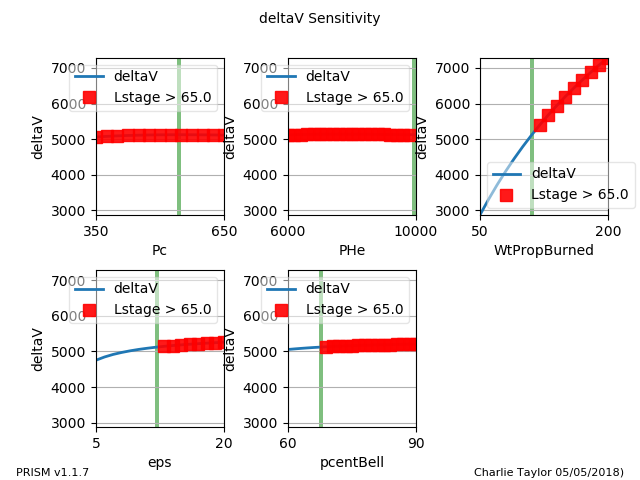 deltaV Sensitivity
7000
6000
5000
4000
3000
deltaV
deltaV
Lstage > 65.0
350
650
Pc
7000
6000
5000
4000
3000
deltaV
deltaV
Lstage > 65.0
6000
10000
PHe
7000
6000
5000
4000
3000
deltaV
deltaV
Lstage > 65.0
50
200
WtPropBurned
7000
6000
5000
4000
3000
deltaV
deltaV
Lstage > 65.0
5
20
eps
7000
6000
5000
4000
3000
deltaV
deltaV
Lstage > 65.0
60
90
pcentBell
PRISM v1.1.7
Charlie Taylor 05/05/2018)